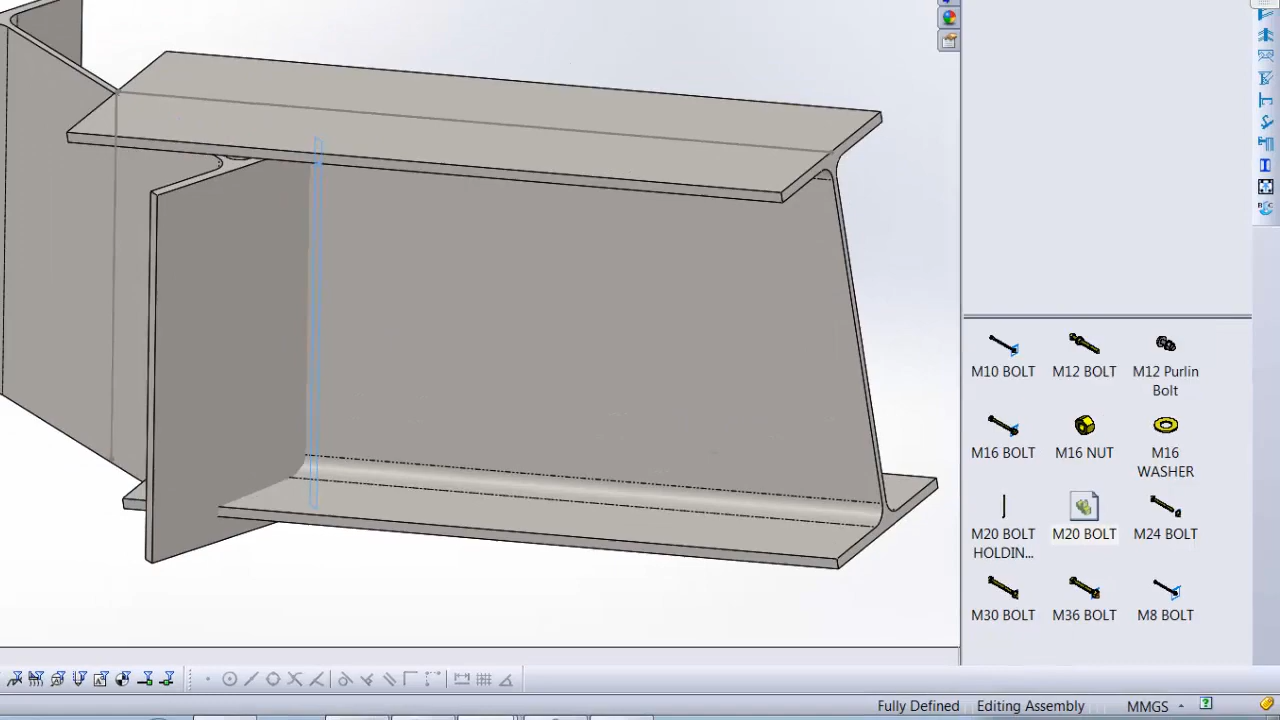 M10 BOLT
M12 BOLT
M12 Purlin
Bolt
M16 BOLT
M16 NUT
M16
WASHER
M20 BOLT
HOLDIN...
M20 BOLT
M24 BOLT
M30 BOLT
M36 BOLT
M8 BOLT
Fully Defined Editing Assembly MMGS